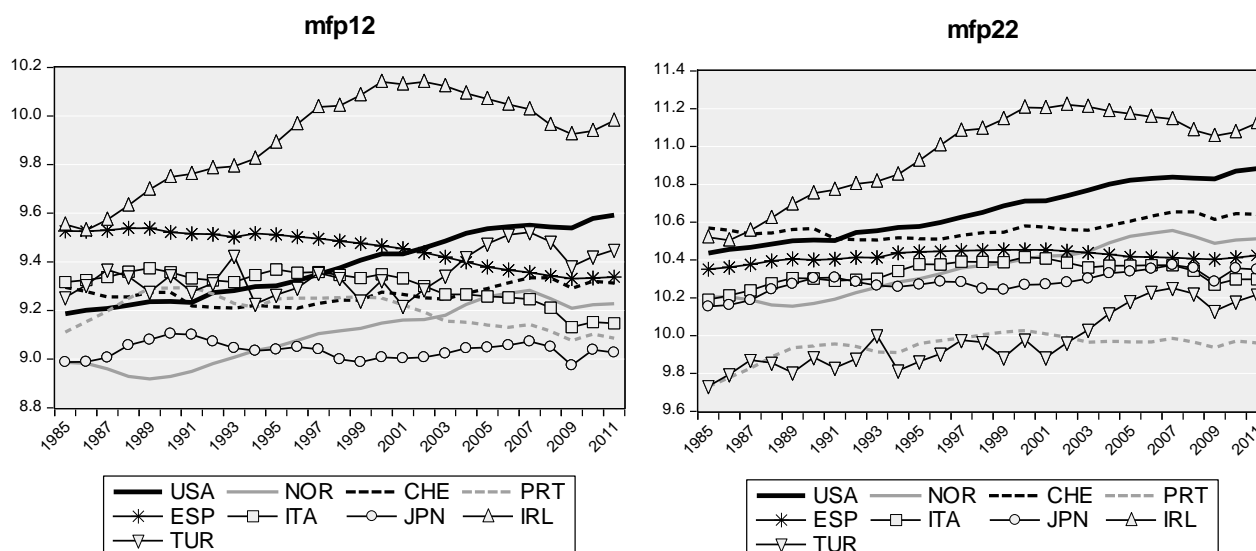 mfp12
10.2
10.0
9.8
9.6
9.4
9.2
9.0
8.8
1985 1987 1989 1991 1993 1995 1997 1999 2001 2003 2005 2007 2009 2011
USA NOR CHE PRT
ESP ITA JPN IRL
TUR
mfp22
11.4
11.2
11.0
10.8
10.6
10.4
10.2
10.0
9.8
9.6
1985 1987 1989 1991 1993 1995 1997 1999 2001 2003 2005 2007 2009 2011
USA NOR CHE PRT
ESP ITA JPN IRL
TUR